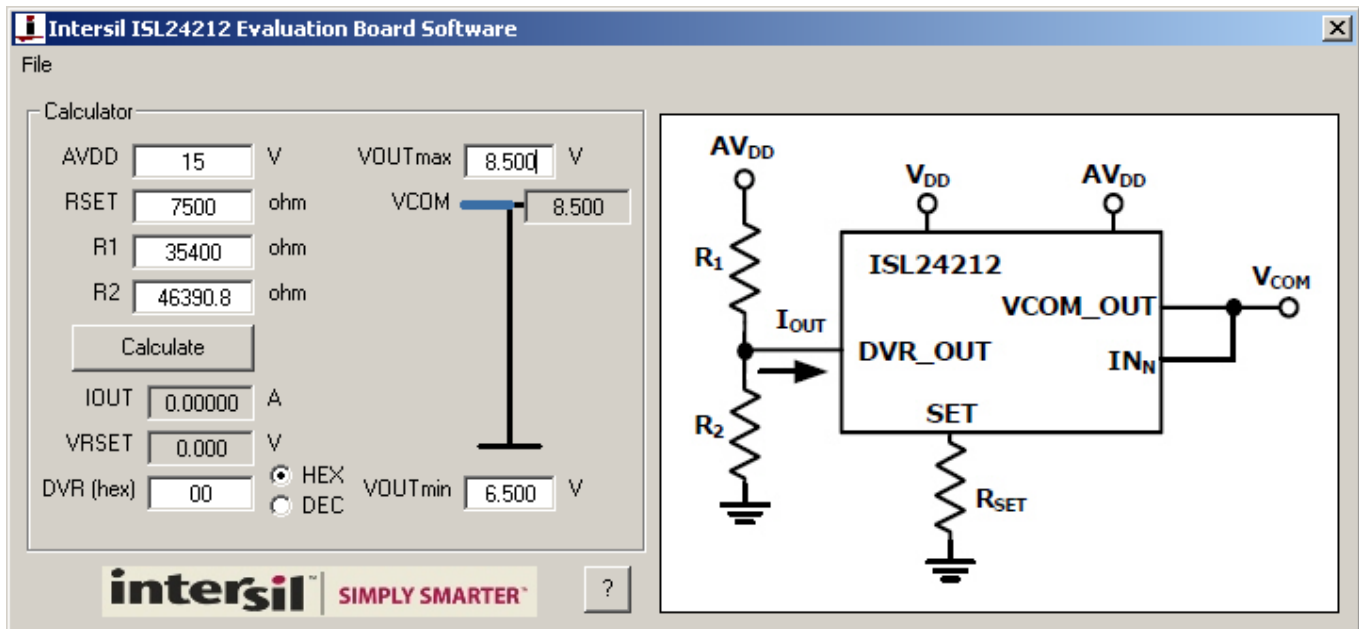 Intersil ISL24212 Evaluation Board Software
File
Calculator
AVDD 15 V
VOUTmax 8.500 V
RSET 7500 ohm
VCOM 8.500
R1 35400 ohm
R2 46390.8 ohm
Calculate
IOUT 0.00000 A
VRSET 0.000 V
HEX
DVR (hex) 00
DEC
VOUTmin 6.500 V
intersil™ SIMPLY SMARTER™
?
AVDD
VDD
AVDD
R1
ISL24212
VCOM
VCOM_OUT
IOUT
DVR_OUT
INN
R2
SET
RSET